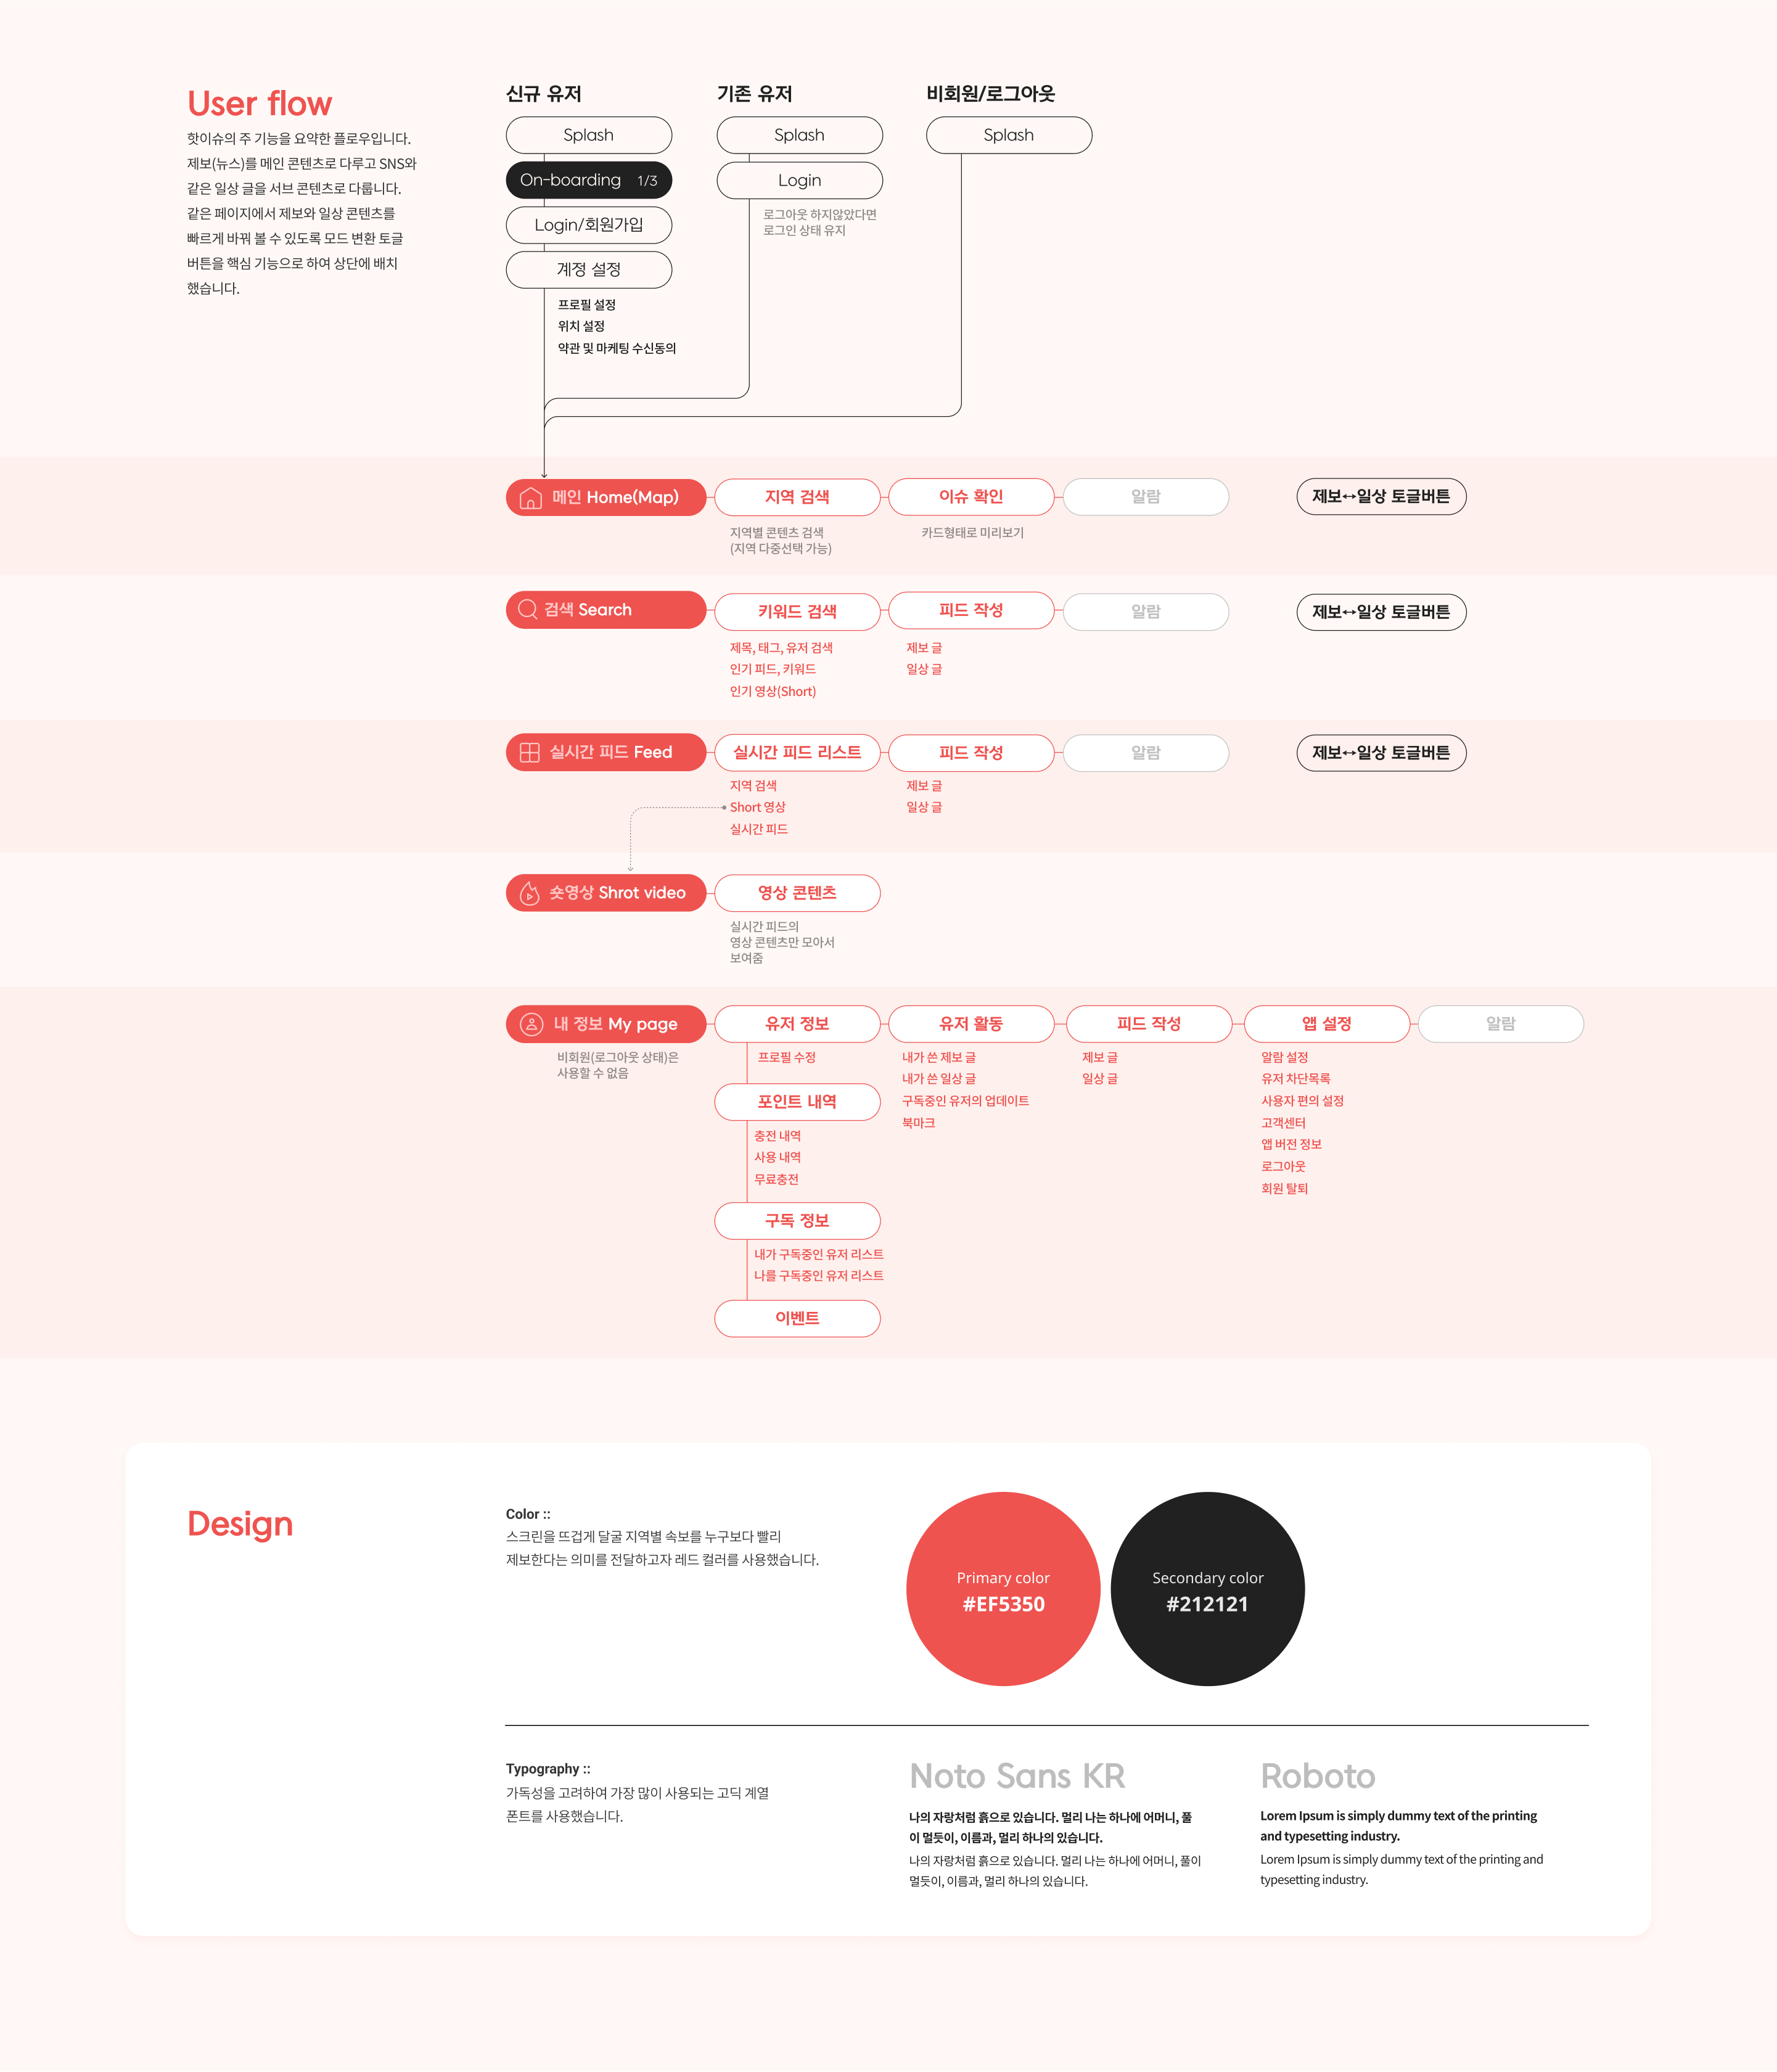 User flow
핫이슈의 주 기능을 요약한 플로우입니다.
제보(뉴스)를 메인 콘텐츠로 다루고 SNS와
같은 일상 글을 서브 콘텐츠로 다룹니다.
같은 페이지에서 제보와 일상 콘텐츠를
빠르게 바꿔 볼 수 있도록 모드 변환 토글
버튼을 핵심 기능으로 하여 상단에 배치
했습니다.
신규 유저
Splash
On-boarding 1/3
Login/회원가입
계정 설정
프로필 설정
위치 설정
약관 및 마케팅 수신동의
기존 유저
Splash
Login
로그아웃 하지않았다면
로그인 상태 유지
비회원/로그아웃
Splash
메인 Home(Map)
지역 검색
지역별 콘텐츠 검색
(지역 다중선택 가능)
이슈 확인
카드형태로 미리보기
알람
제보↔일상 토글버튼
검색 Search
키워드 검색
제목, 태그, 유저 검색
인기 피드, 키워드
인기 영상(Short)
피드 작성
제보 글
일상 글
알람
제보↔일상 토글버튼
실시간 피드 Feed
실시간 피드 리스트
지역 검색
Short 영상
실시간 피드
피드 작성
제보 글
일상 글
알람
제보↔일상 토글버튼
숏영상 Shrot video
영상 콘텐츠
실시간 피드의
영상 콘텐츠만 모아서
보여줌
내 정보 My page
비회원(로그아웃 상태)은
사용할 수 없음
유저 정보
프로필 수정
포인트 내역
충전 내역
사용 내역
무료충전
구독 정보
내가 구독중인 유저 리스트
나를 구독중인 유저 리스트
이벤트
유저 활동
내가 쓴 제보 글
내가 쓴 일상 글
구독중인 유저의 업데이트
북마크
피드 작성
제보 글
일상 글
앱 설정
알람 설정
유저 차단목록
사용자 편의 설정
고객센터
앱 버전 정보
로그아웃
회원 탈퇴
알람
Design
Color ::
스크린을 뜨겁게 달굴 지역별 속보를 누구보다 빨리
제보한다는 의미를 전달하고자 레드 컬러를 사용했습니다.
Primary color
#EF5350
Secondary color
#212121
Typography ::
가독성을 고려하여 가장 많이 사용되는 고딕 계열
폰트를 사용했습니다.
Noto Sans KR
나의 자랑처럼 흙으로 있습니다. 멀리 나는 하나에 어머니, 풀
이 멀듯이, 이름과, 멀리 하나의 있습니다.
나의 자랑처럼 흙으로 있습니다. 멀리 나는 하나에 어머니, 풀이
멀듯이, 이름과, 멀리 하나의 있습니다.
Roboto
Lorem Ipsum is simply dummy text of the printing
and typesetting industry.
Lorem Ipsum is simply dummy text of the printing and
typesetting industry.